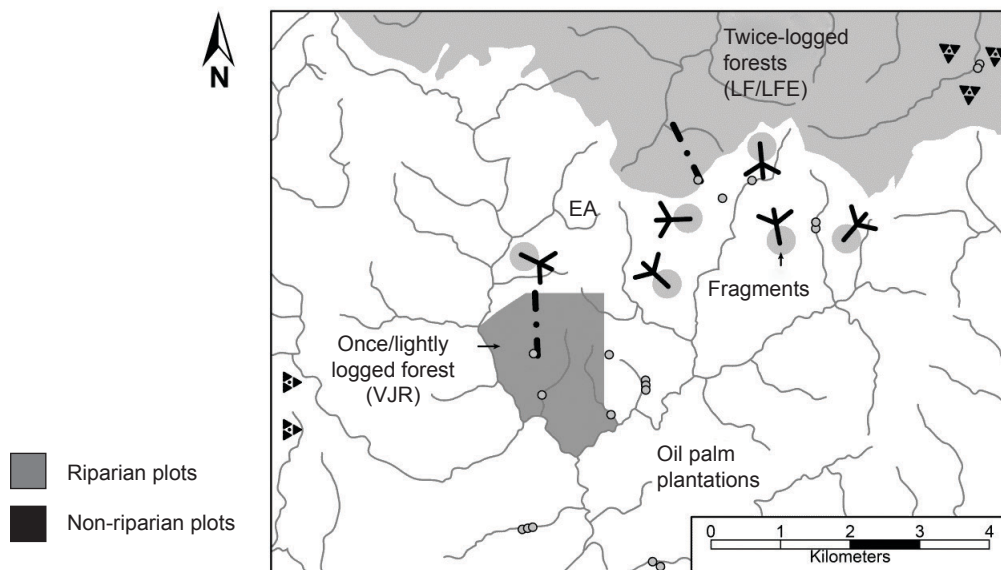 N
Twice-logged
forests
(LF/LFE)
EA
Fragments
Once/lightly
logged forest
(VJR)
Oil palm
plantations
Riparian plots
Non-riparian plots
0 1 2 3 4
Kilometers